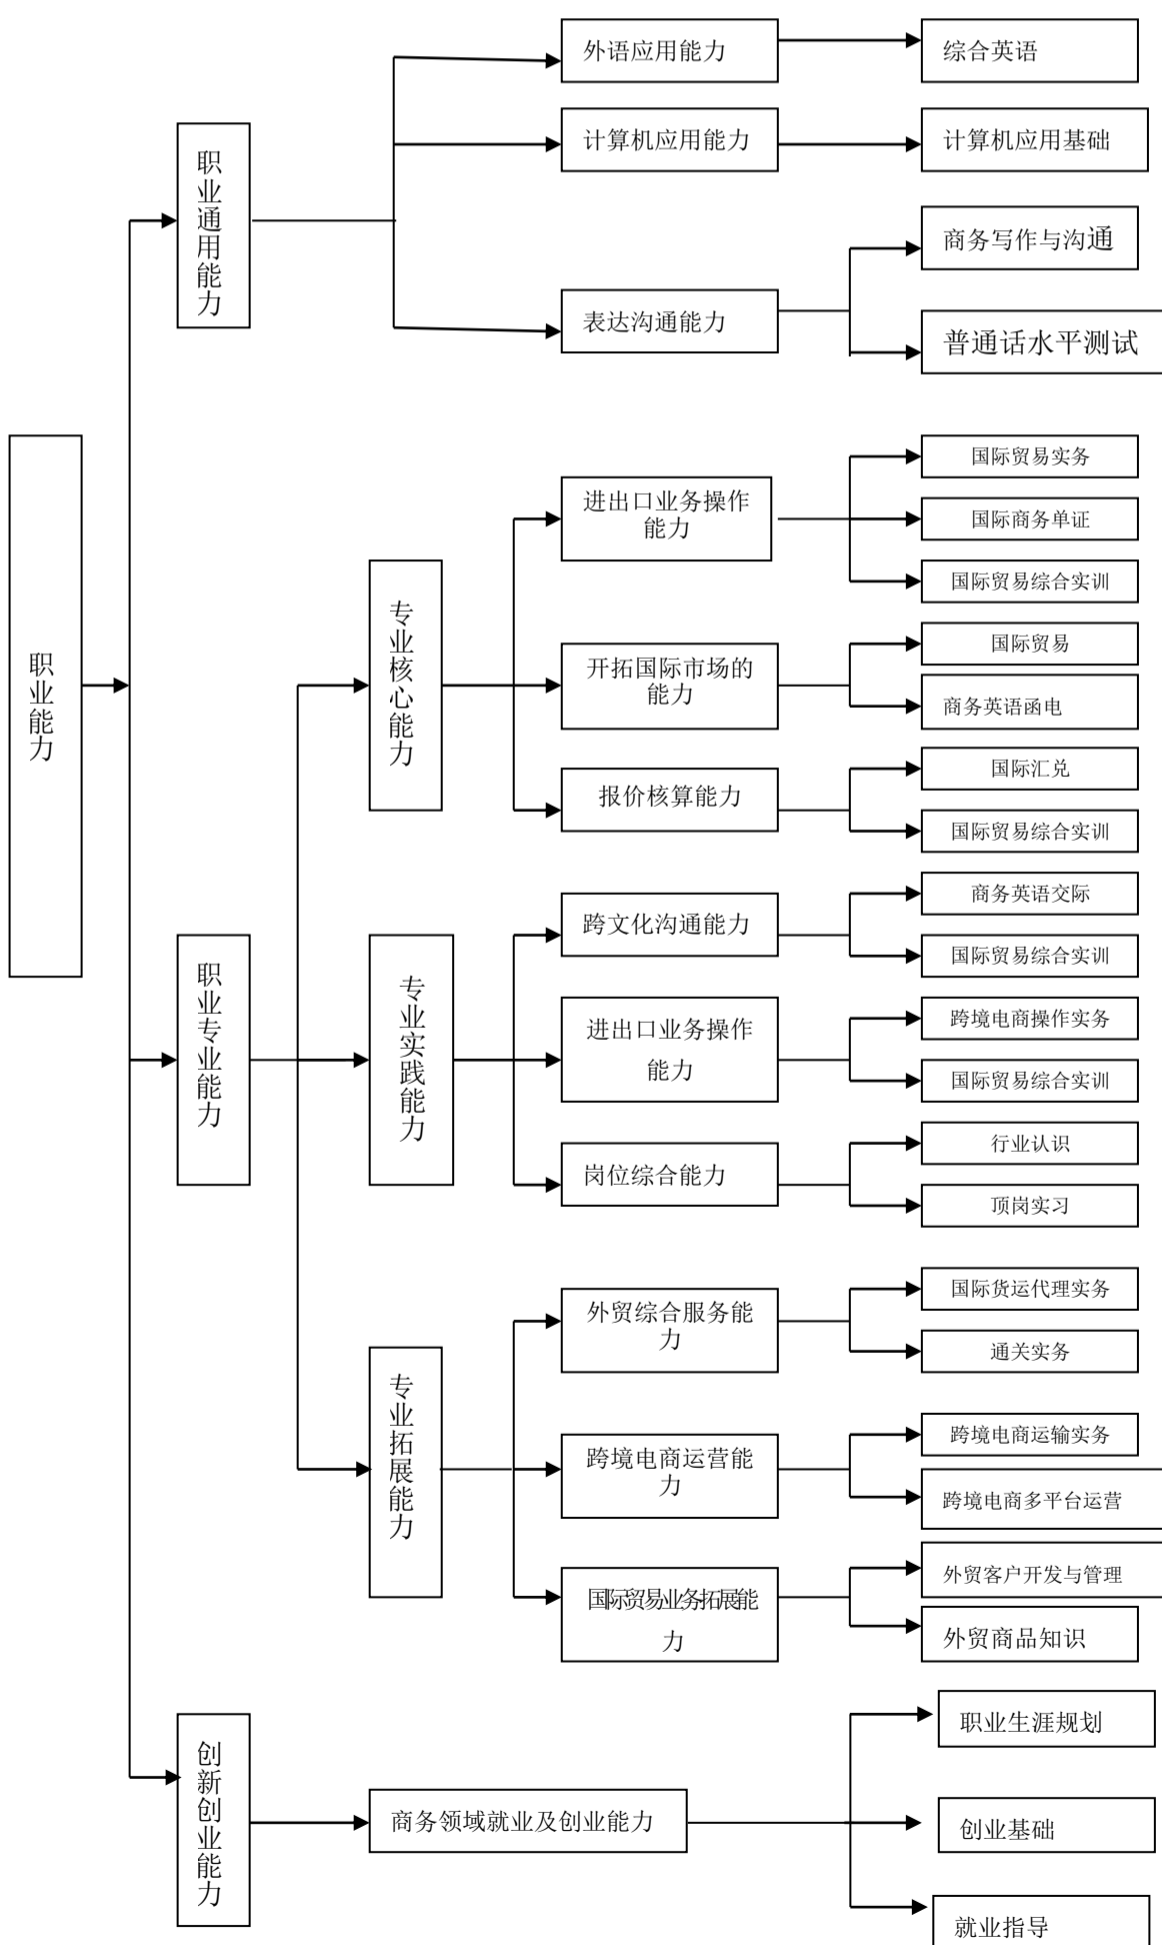 职业能力
职业通用能力
外语应用能力
综合英语
计算机应用能力
计算机应用基础
表达沟通能力
商务写作与沟通
普通话水平测试
职业专业能力
专业核心能力
进出口业务操作
能力
国际贸易实务
国际商务单证
国际贸易综合实训
开拓国际市场的
能力
国际贸易
商务英语函电
报价核算能力
国际汇兑
国际贸易综合实训
专业实践能力
跨文化沟通能力
商务英语交际
国际贸易综合实训
进出口业务操作
能力
跨境电商操作实务
国际贸易综合实训
岗位综合能力
行业认识
顶岗实习
专业拓展能力
外贸综合服务能
力
国际货运代理实务
通关实务
跨境电商运营能
力
跨境电商运输实务
跨境电商多平台运营
国际贸易业务拓展能
力
外贸客户开发与管理
外贸商品知识
创新创业能力
商务领域就业及创业能力
职业生涯规划
创业基础
就业指导